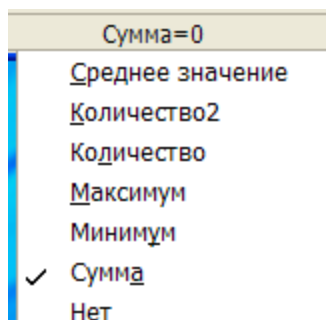 Сумма=0
Среднее значение
Количество2
Количество
Максимум
Минимум
Сумма
Нет